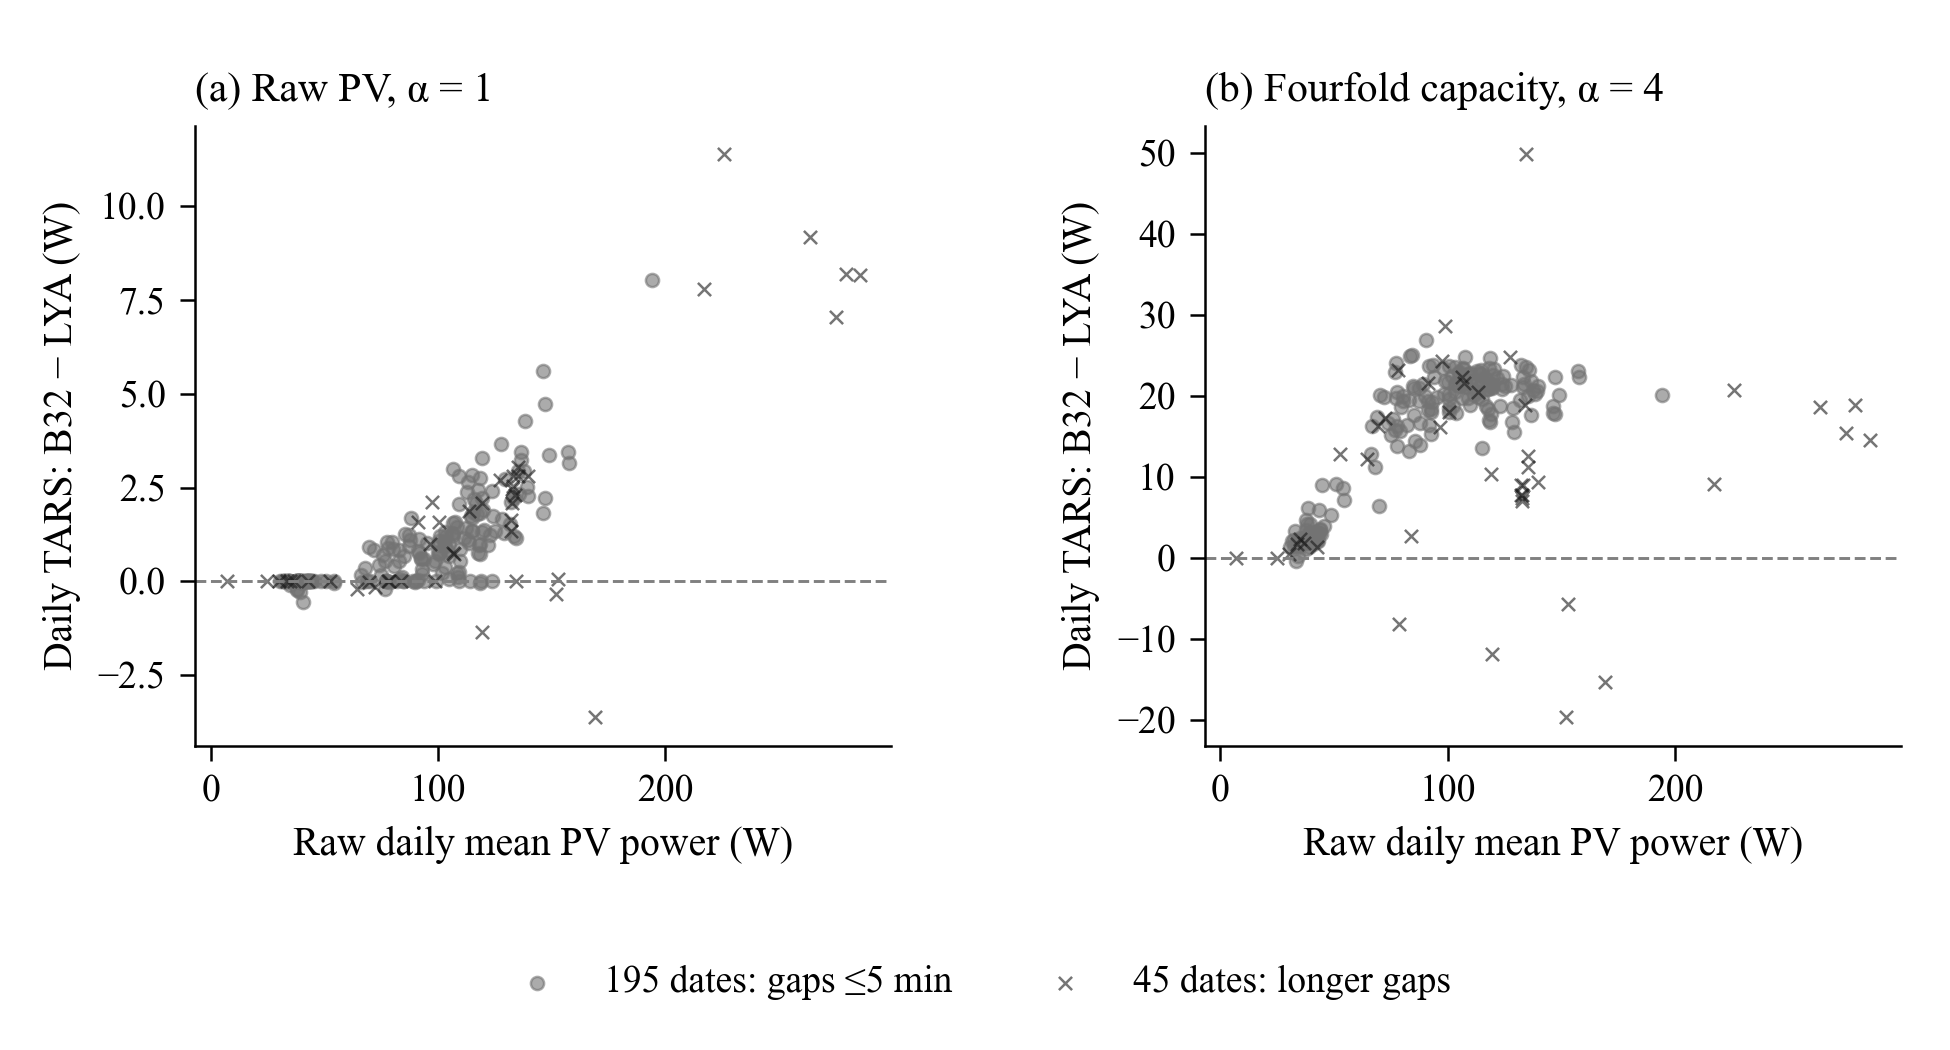 (a) Raw PV, α = 1
Daily TARS: B32 − LYA (W)
10.0
7.5
5.0
2.5
0.0
−2.5
0
100
200
Raw daily mean PV power (W)
(b) Fourfold capacity, α = 4
Daily TARS: B32 − LYA (W)
50
40
30
20
10
0
−10
−20
0
100
200
Raw daily mean PV power (W)
195 dates: gaps ≤5 min
45 dates: longer gaps